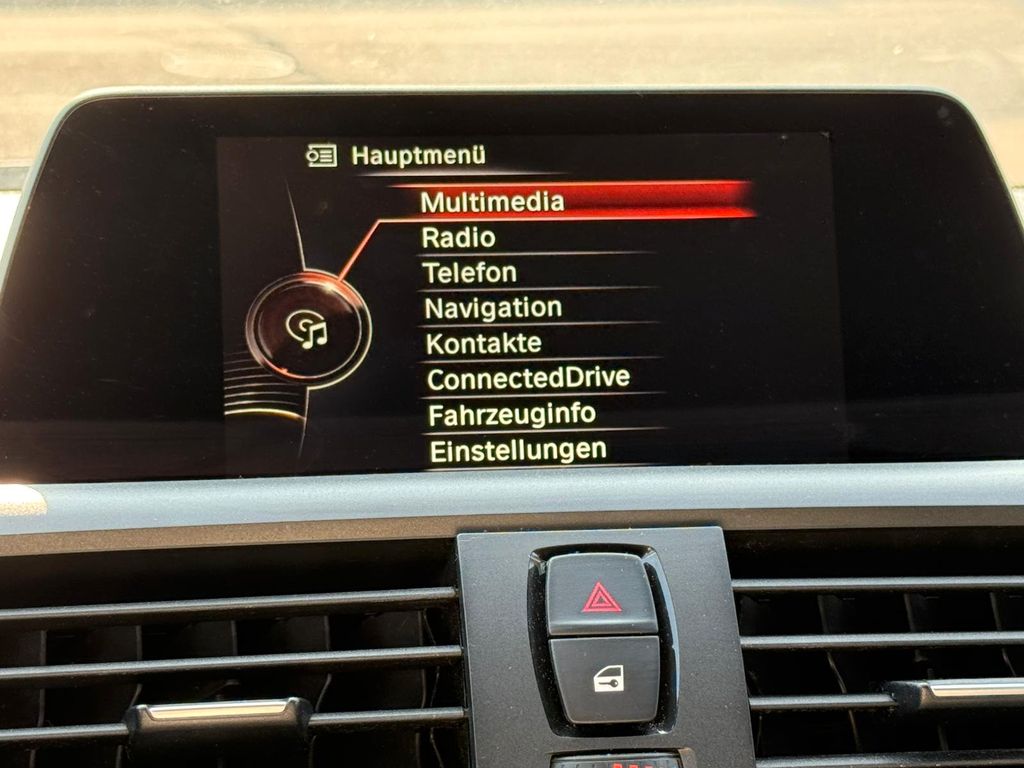 Hauptmenü
Multimedia
Radio
Telefon
Navigation
Kontakte
ConnectedDrive
Fahrzeuginfo
Einstellungen